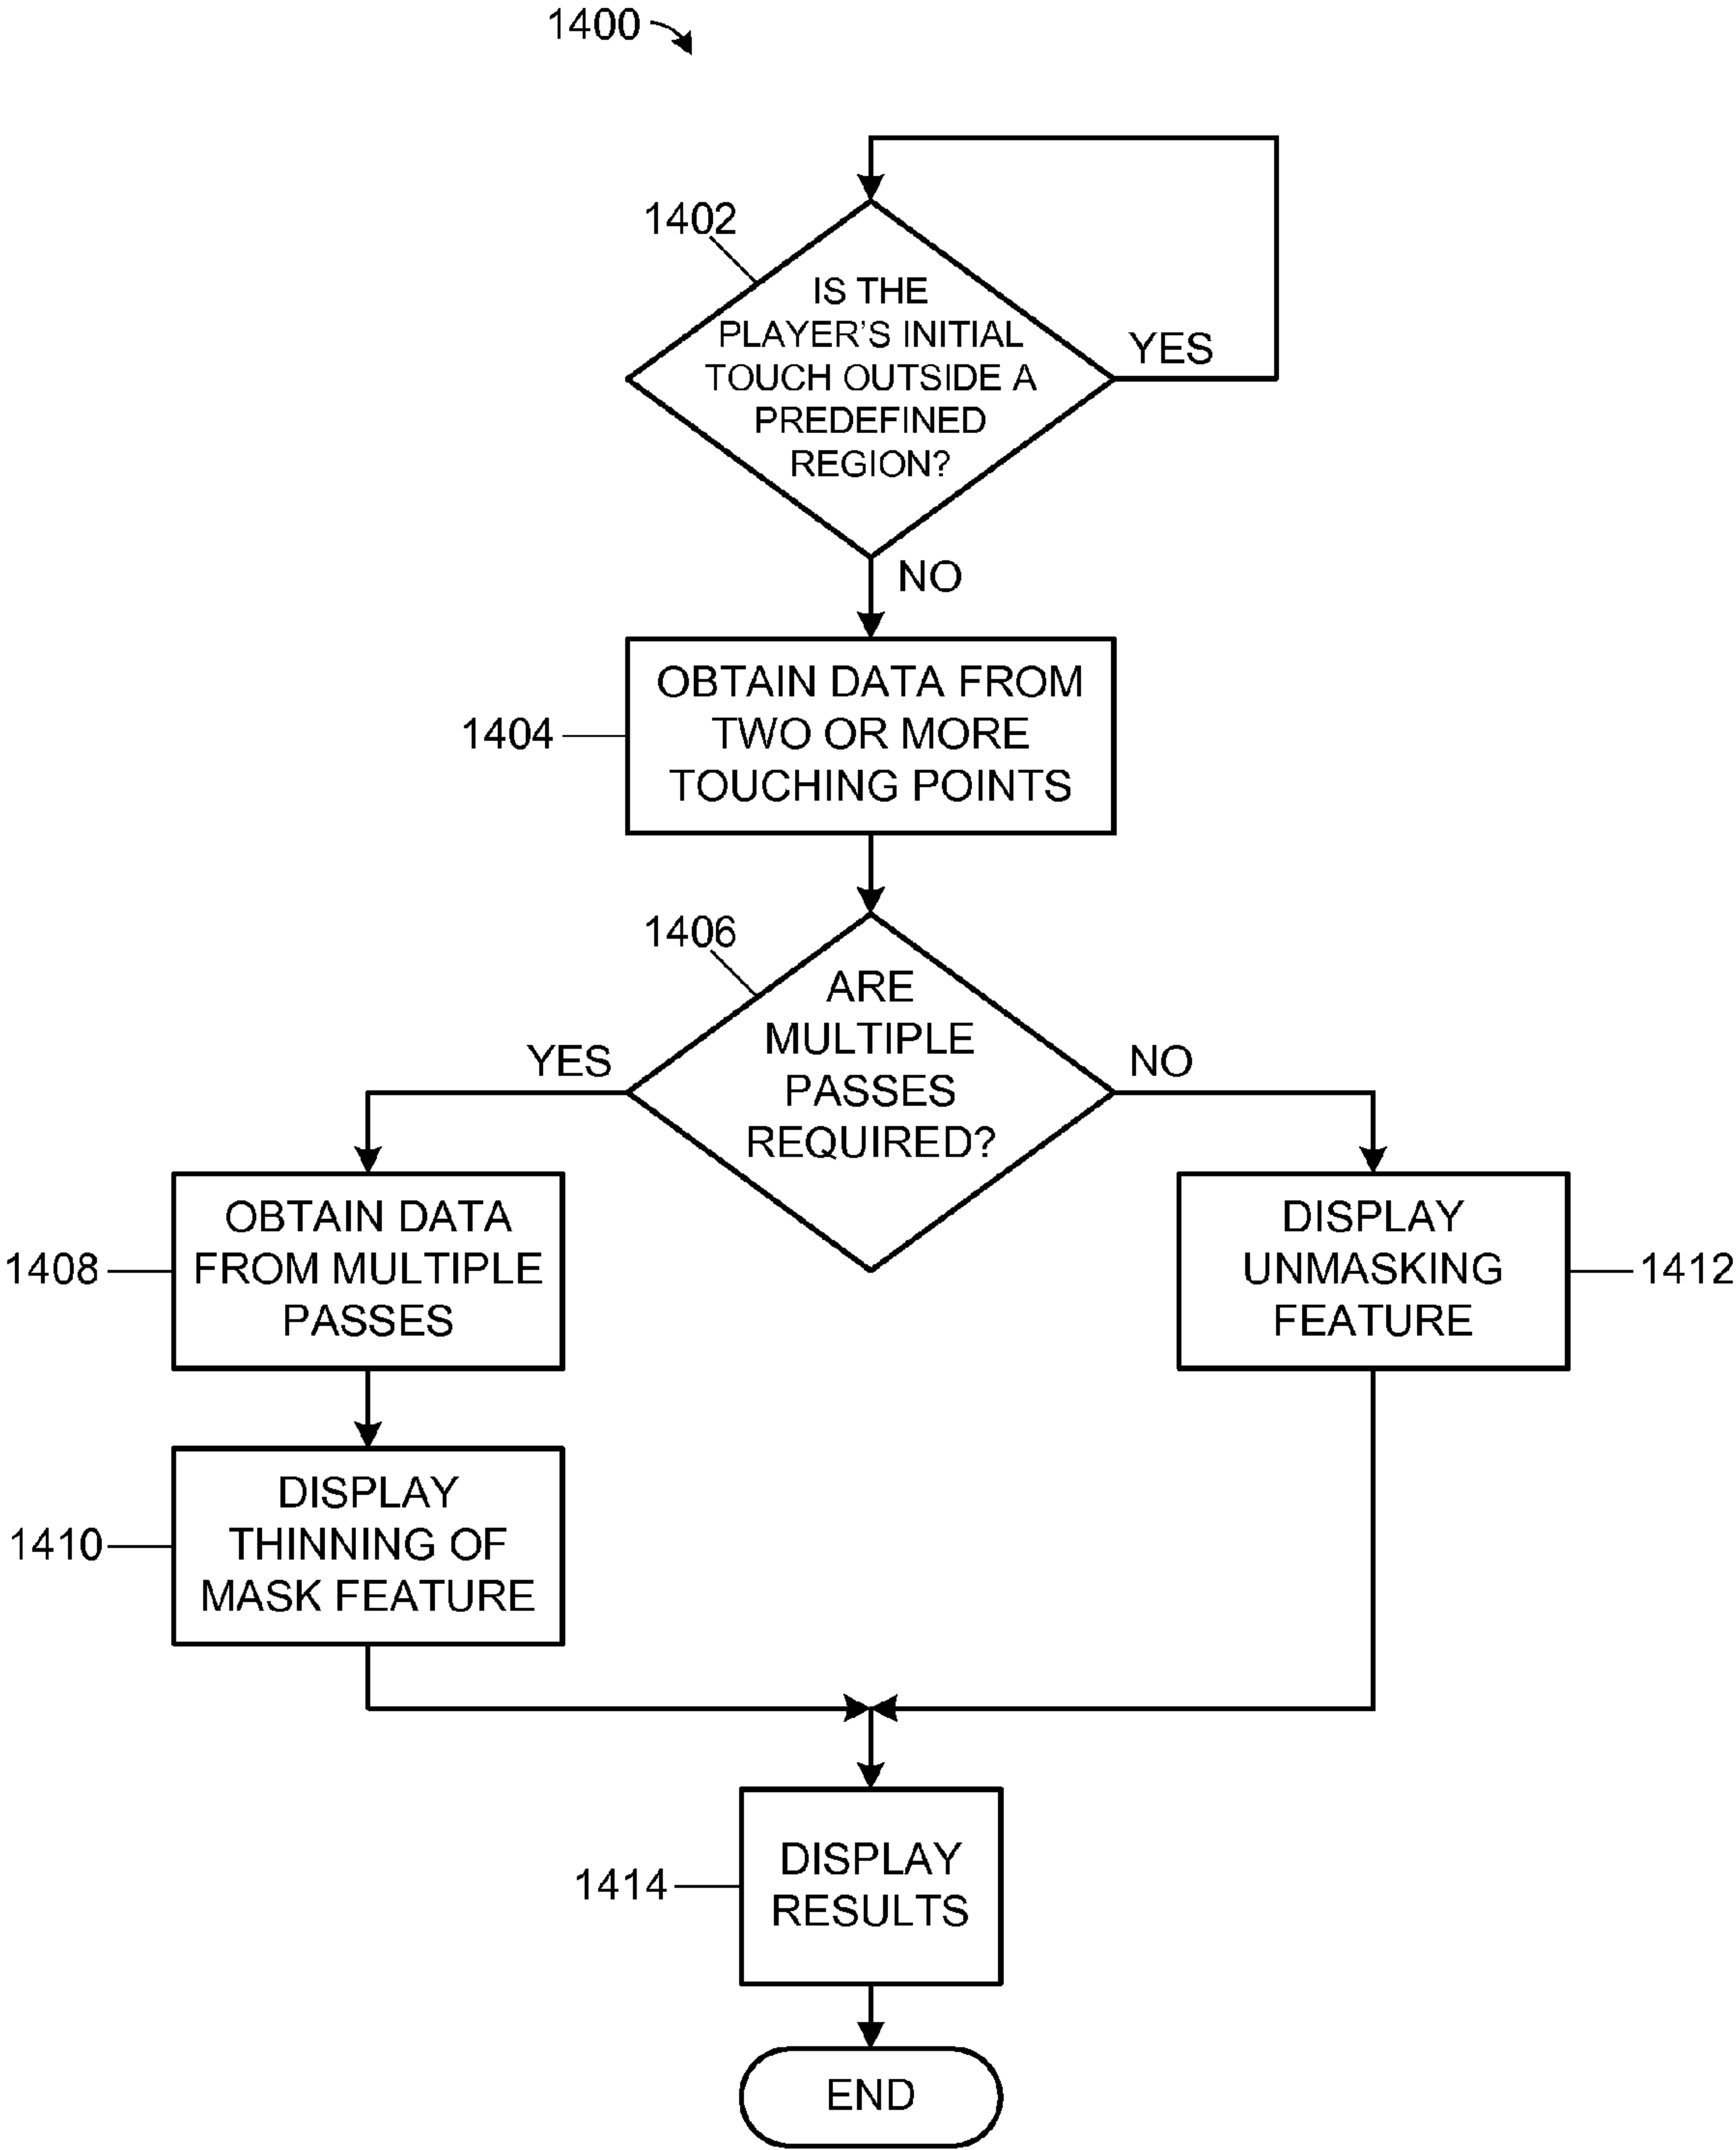 1400
1402
IS THE
PLAYER'S INITIAL
TOUCH OUTSIDE A
PREDEFINED
REGION?
YES
NO
1404
OBTAIN DATA FROM
TWO OR MORE
TOUCHING POINTS
1406
ARE
MULTIPLE
PASSES
REQUIRED?
YES
NO
1408
OBTAIN DATA
FROM MULTIPLE
PASSES
DISPLAY
UNMASKING
FEATURE
1412
1410
DISPLAY
THINNING OF
MASK FEATURE
1414
DISPLAY
RESULTS
END